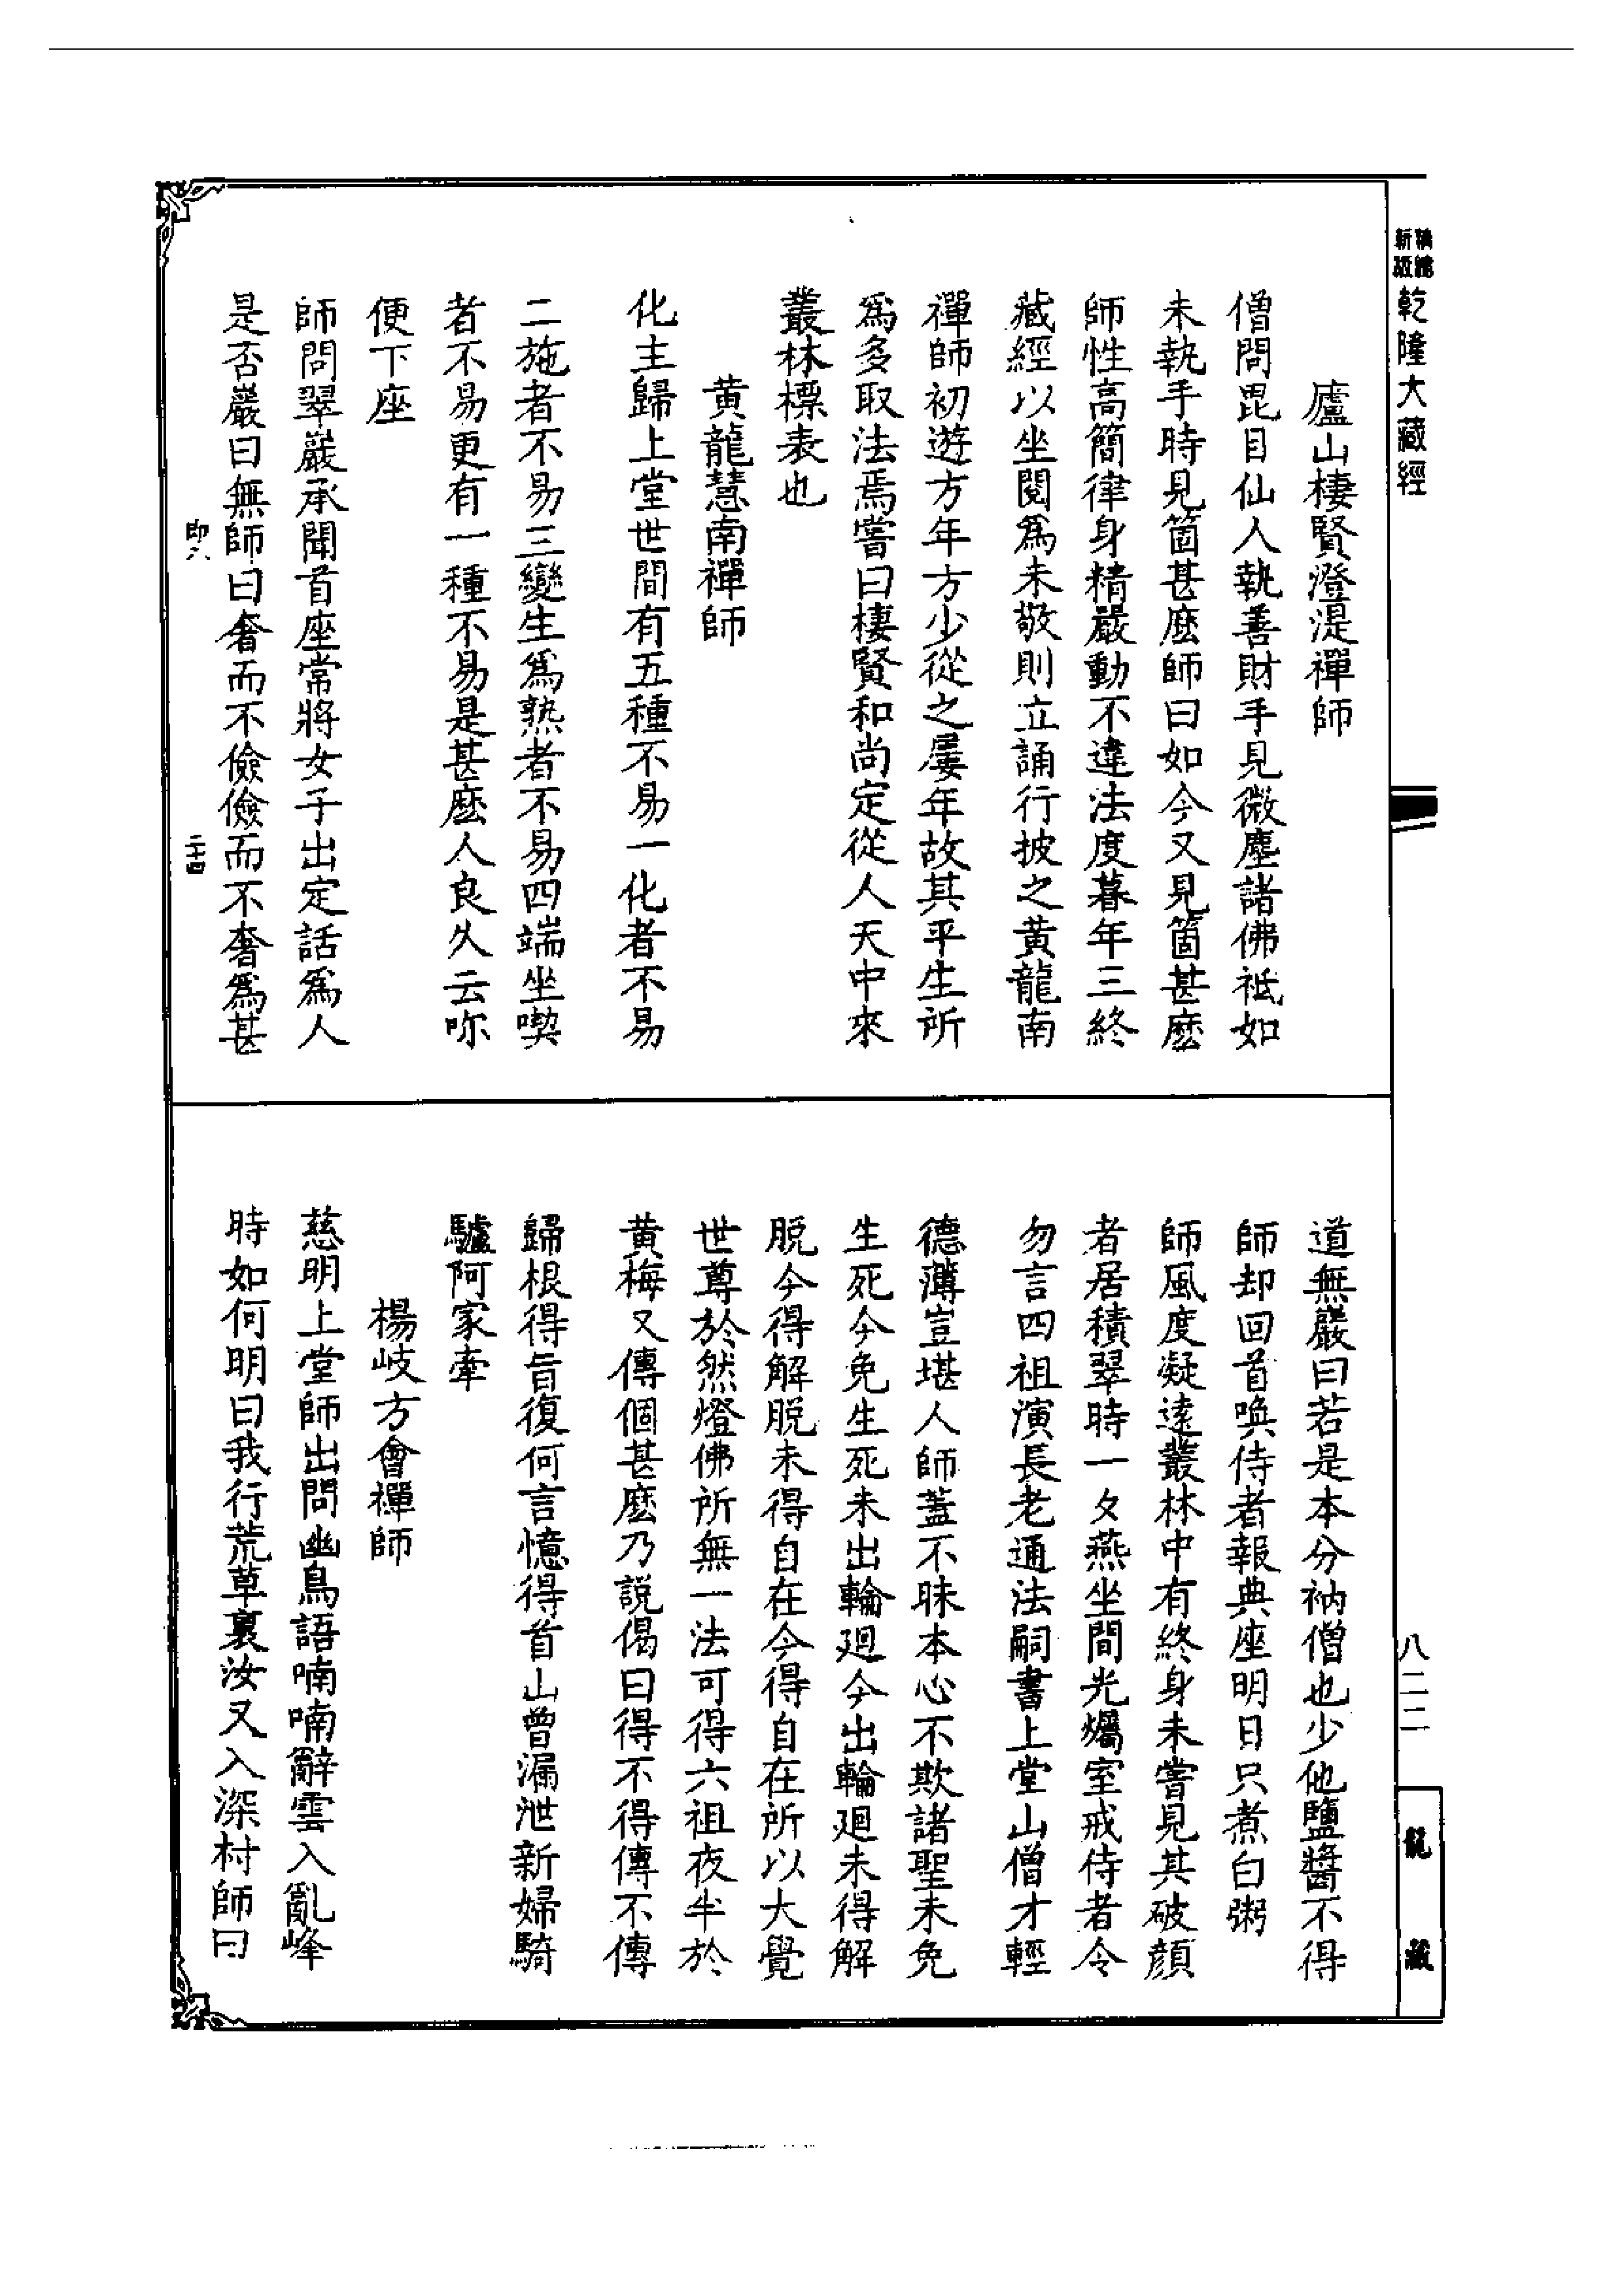 新版
精縮
乾隆大藏經
廬山棲賢澄湜禪師
僧問毘目仙人執善財手見微塵諸佛祗如
未執手時見箇甚麽師曰如今又見箇甚麽
師性高簡律身精嚴動不違法度暮年三終
藏經以坐閱爲未敬則立誦行披之黃龍南
禪師初遊方年方少從之屢年故其平生所
爲多取法焉嘗曰棲賢和尚定從人天中來
叢林標表也
黃龍慧南禪師
化主歸上堂世間有五種不易一化者不易
二施者不易三變生爲熟者不易四端坐喫
者不易更有一種不易是甚麽人良久云𠰒
便下座
師問翠巖承聞首座常將女子出定話爲人
是否巖曰無師曰奢而不儉儉而不奢爲甚
即八
二十四
道無巖曰若是本分衲僧也少他鹽醬不得
師却回首喚侍者報典座明日只煮白粥
師風度凝遠叢林中有終身未嘗見其破顏
者居積翠時一夕燕坐間光爥室戒侍者令
勿言四祖演長老通法嗣書上堂山僧才輕
德薄豈堪人師蓋不昧本心不欺諸聖未免
生死今免生死未出輪廻今出輪廻未得解
脫今得解脫未得自在今得自在所以大覺
世尊於然燈佛所無一法可得六祖夜半於
黃梅又傳個甚麽乃說偈曰得不得傳不傳
歸根得旨復何言憶得首山曾漏泄新婦騎
驢阿家牽
楊岐方會禪師
慈明上堂師出問幽鳥語喃喃辭雲入亂峰
時如何明曰我行荒草裏汝又入深村師曰
八二二
龍藏